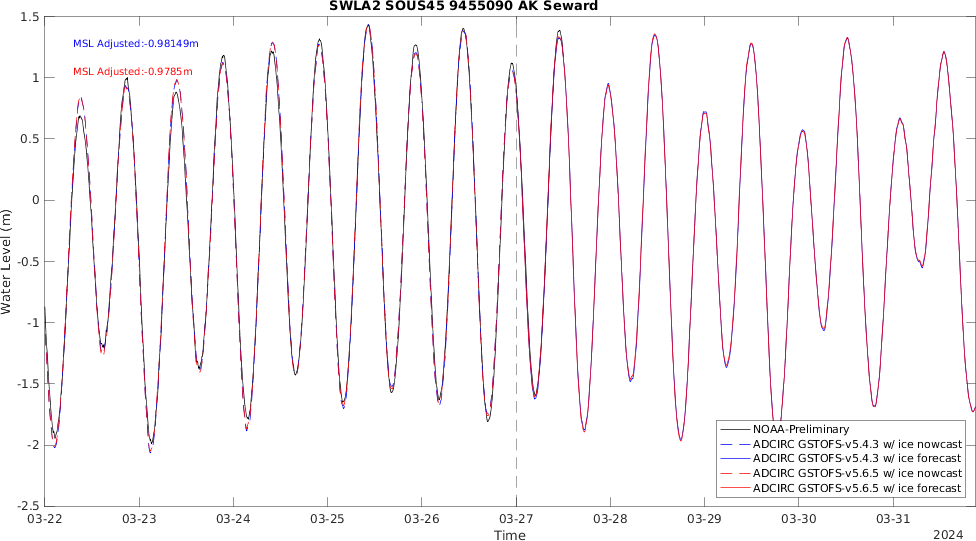 SWLA2 SOUS45 9455090 AK Seward
MSL Adjusted:-0.98149m
MSL Adjusted:-0.9785m
1.5
1
0.5
0
-0.5
-1
-1.5
-2
-2.5
Water Level (m)
NOAA-Preliminary
ADCIRC GSTOFS-v5.4.3 w/ ice nowcast
ADCIRC GSTOFS-v5.4.3 w/ ice forecast
ADCIRC GSTOFS-v5.6.5 w/ ice nowcast
ADCIRC GSTOFS-v5.6.5 w/ ice forecast
03-22 03-23 03-24 03-25 03-26 03-27 03-28 03-29 03-30 03-31
Time
2024